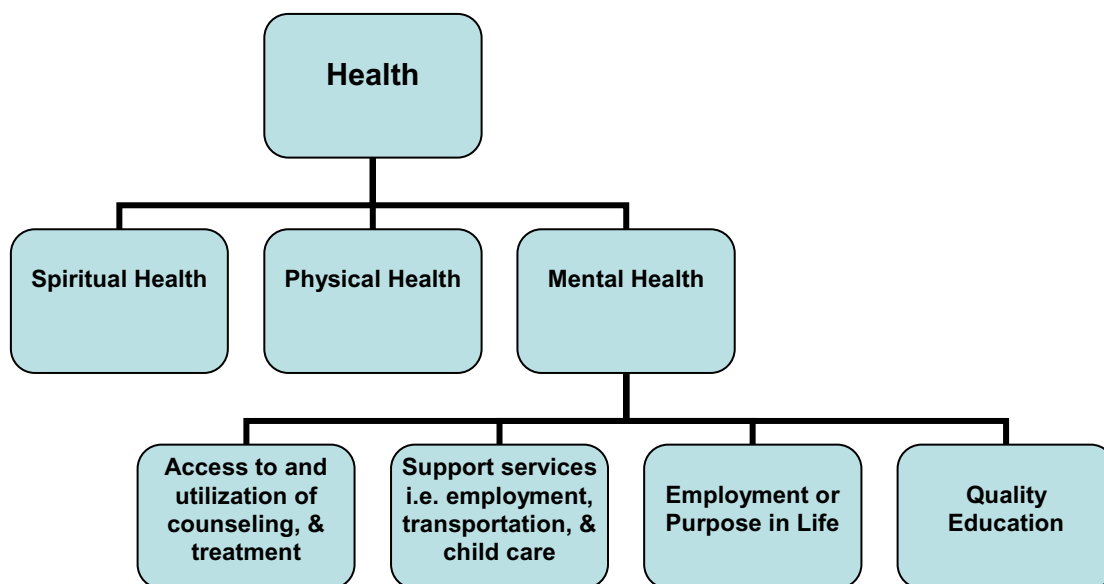 Health
Spiritual Health
Physical Health
Mental Health
Access to and
utilization of
counseling, &
treatment
Support services
i.e. employment,
transportation, &
child care
Employment or
Purpose in Life
Quality
Education